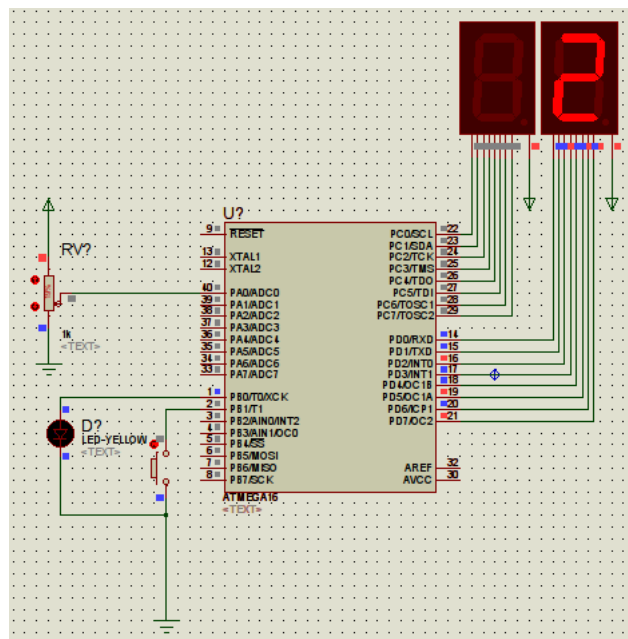 2
U?
9 RESET
13 XTAL1
12 XTAL2
40 PA0/ADC0
39 PA1/ADC1
38 PA2/ADC2
37 PA3/ADC3
36 PA4/ADC4
35 PA5/ADC5
34 PA6/ADC6
33 PA7/ADC7
1 PB0/T0/XCK
2 PB1/T1
3 PB2/AIN0/INT2
4 PB3/AIN1/OC0
5 PB4/SS
6 PB5/MOSI
7 PB6/MISO
8 PB7/SCK
PC0/SCL 22
PC1/SDA 23
PC2/TCK 24
PC3/TMS 25
PC4/TDO 26
PC5/TDI 27
PC6/TOSC1 28
PC7/TOSC2 29
PD0/RXD 14
PD1/TXD 15
PD2/INT0 16
PD3/INT1 17
PD4/OC1B 18
PD5/OC1A 19
PD6/ICP1 20
PD7/OC2 21
AREF 32
AVCC 30
ATMEGA16
<TEXT>
RV?
1k
<TEXT>
D?
LED-YELLOW
<TEXT>